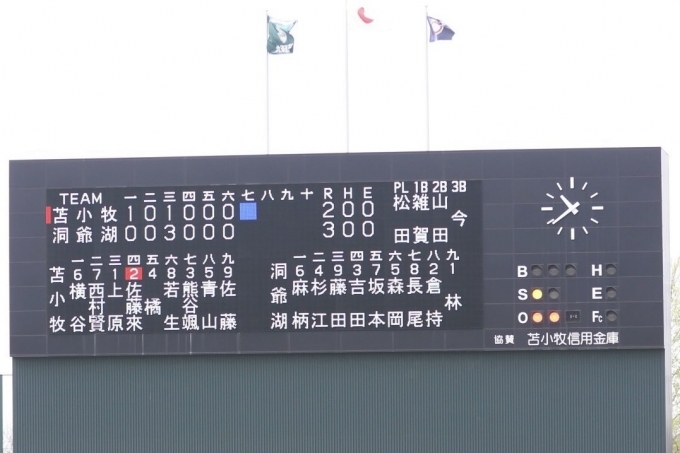 TEAM 一 二 三 四 五 六 七 八 九 十 R H E
苫小牧 1 0 1 0 0 0 2 0 0
洞爺湖 0 0 3 0 0 0 3 0 0
PL 1B 2B 3B
松田
雑賀
山田
今
苫小牧
一 6 横谷
二 7 西村賢
三 1 上原
四 2 佐藤來
五 4 橘
六 8 若生
七 3 熊谷颯
八 5 青山
九 9 佐藤
洞爺湖
一 6 麻柄
二 4 杉江
三 9 藤田
四 3 吉田
五 7 坂本
六 5 森岡
七 8 長尾
八 2 倉持
九 1 林
B H
S E
O Fc
協賛 苫小牧信用金庫